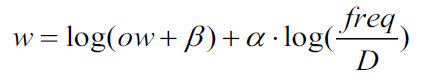 w = log(ow + β) + α · log(freq / D)